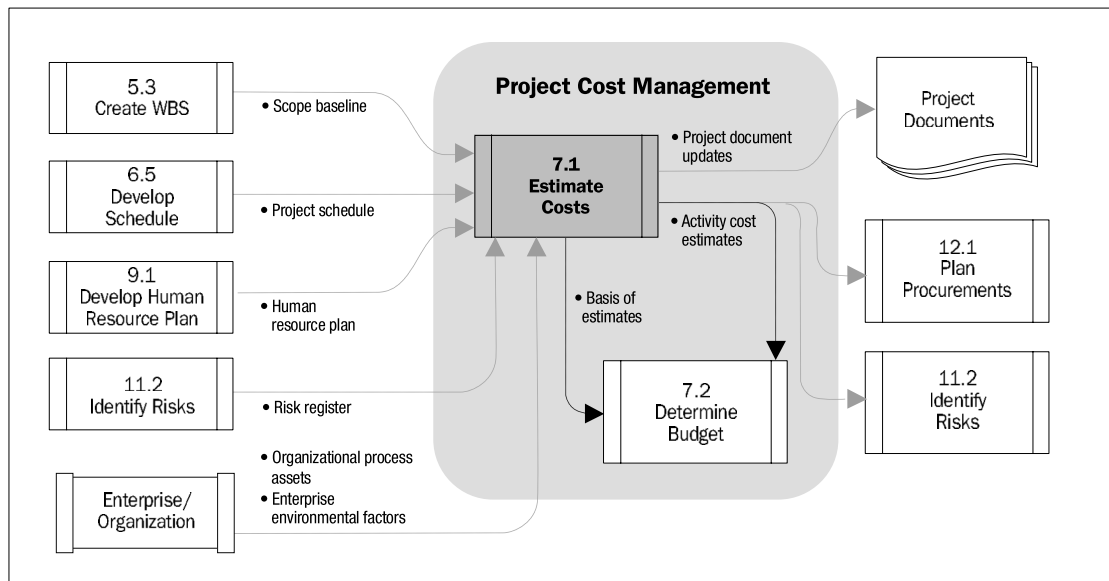 Project Cost Management
5.3
Create WBS
• Scope baseline
6.5
Develop
Schedule
• Project schedule
9.1
Develop Human
Resource Plan
• Human
resource plan
11.2
Identify Risks
• Risk register
Enterprise/
Organization
• Organizational process
assets
• Enterprise
environmental factors
7.1
Estimate
Costs
• Project document
updates
• Activity cost
estimates
• Basis of
estimates
7.2
Determine
Budget
Project
Documents
12.1
Plan
Procurements
11.2
Identify
Risks